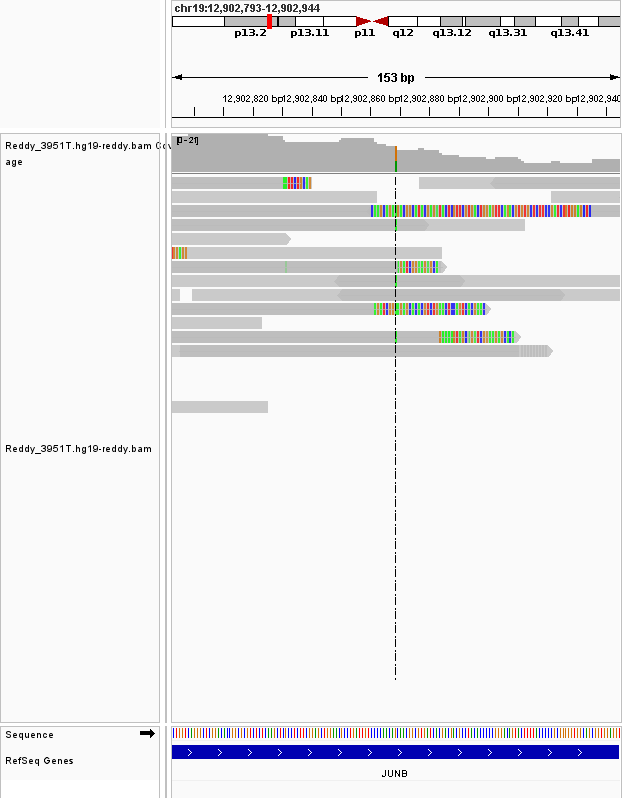 chr19:12,902,793-12,902,944
p13.2 p13.11 p11 q12 q13.12 q13.31 q13.41
153 bp
12,902,820 bp 12,902,840 bp 12,902,860 bp 12,902,880 bp 12,902,900 bp 12,902,920 bp 12,902,940
Reddy_3951T.hg19-reddy.bam Cov
age
[0-21]
Reddy_3951T.hg19-reddy.bam
Sequence
RefSeq Genes
JUNB